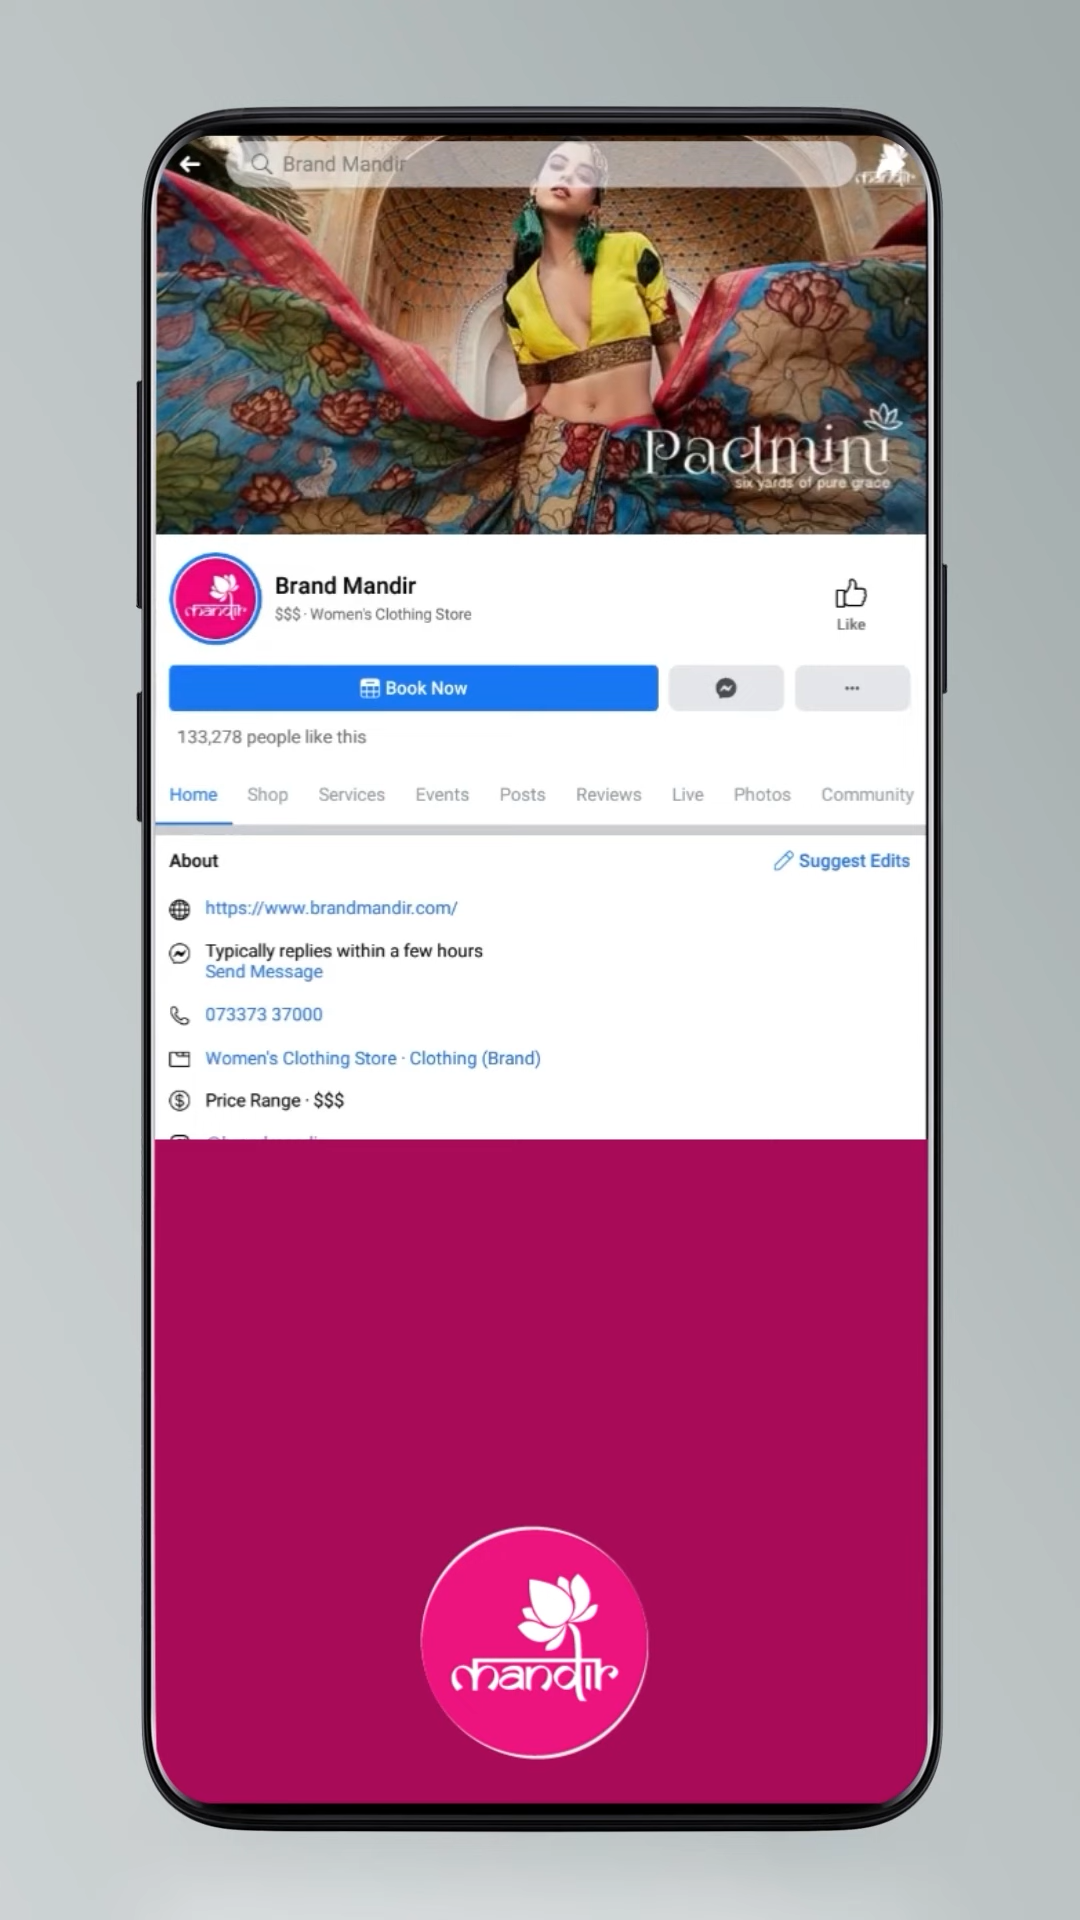 Brand Mandir
mandir
Padmini
six yards of pure grace
mandir
Brand Mandir
$$$ · Women's Clothing Store
Like
Book Now
133,278 people like this
Home Shop Services Events Posts Reviews Live Photos Community
About
Suggest Edits
https://www.brandmandir.com/
Typically replies within a few hours
Send Message
073373 37000
Women's Clothing Store · Clothing (Brand)
Price Range · $$$
mandir